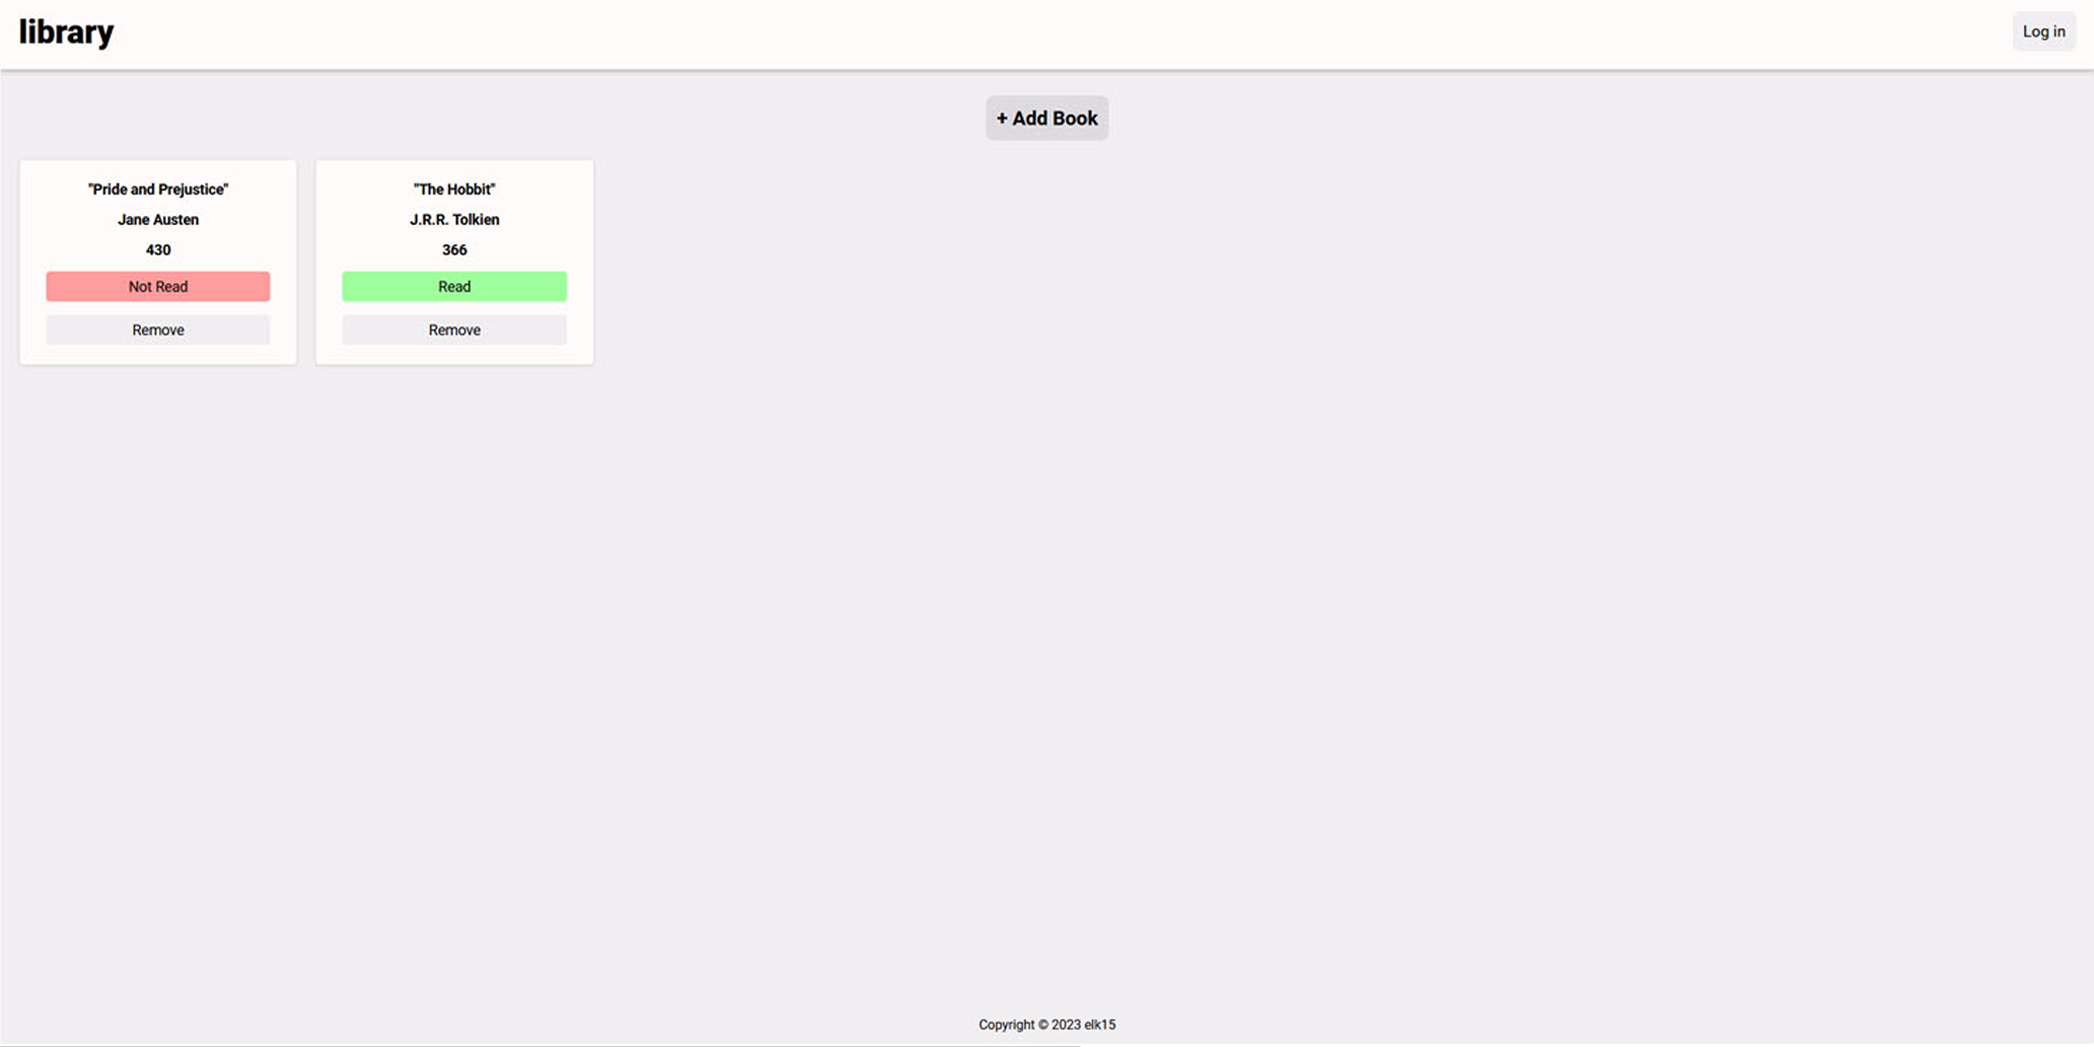 library
Log in
+ Add Book
"Pride and Prejustice"
Jane Austen
430
Not Read
Remove
"The Hobbit"
J.R.R. Tolkien
366
Read
Remove
Copyright © 2023 elk15